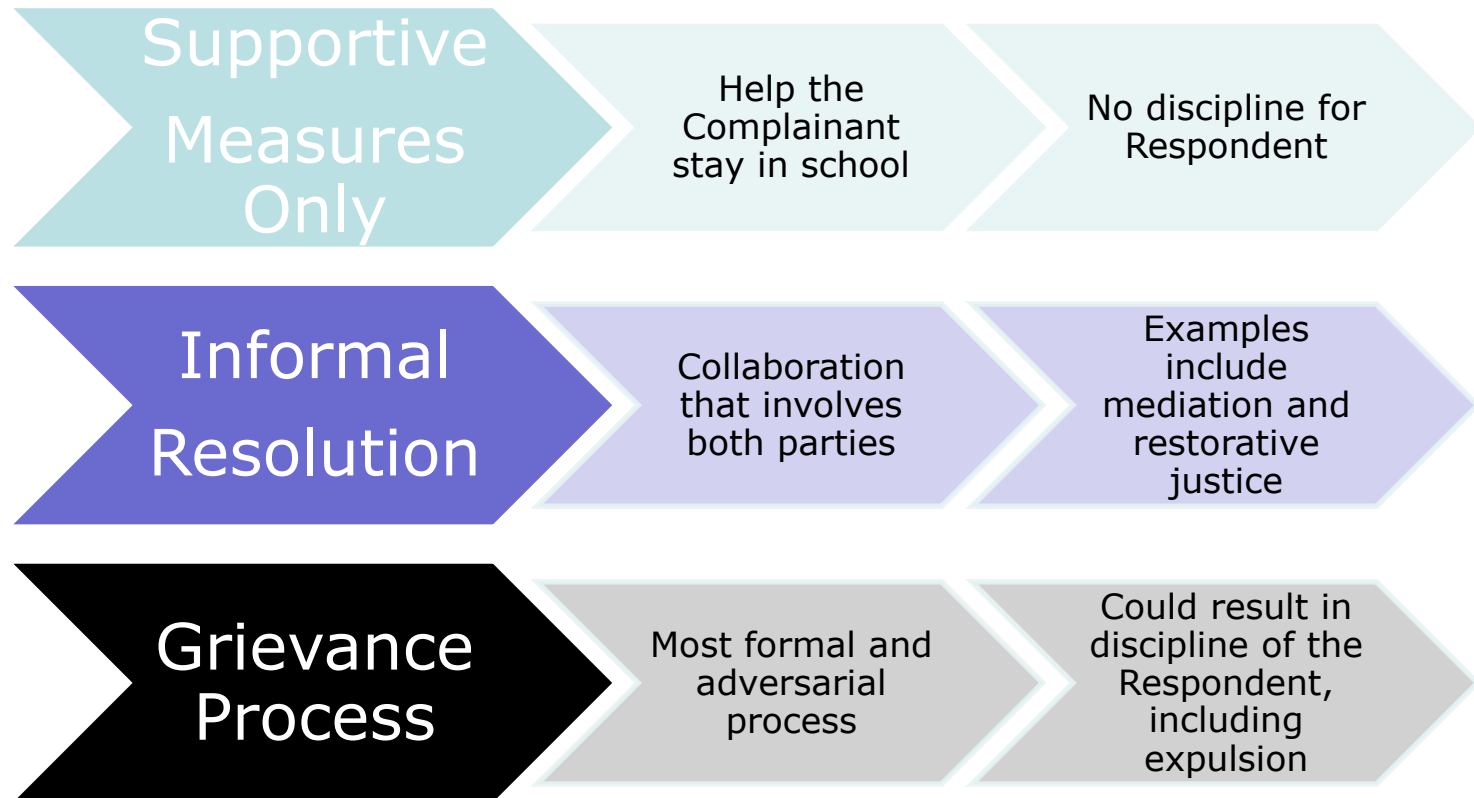 Supportive
Measures
Only
Help the
Complainant
stay in school
No discipline for
Respondent
Informal
Resolution
Collaboration
that involves
both parties
Examples
include
mediation and
restorative
justice
Grievance
Process
Most formal and
adversarial
process
Could result in
discipline of the
Respondent,
including
expulsion